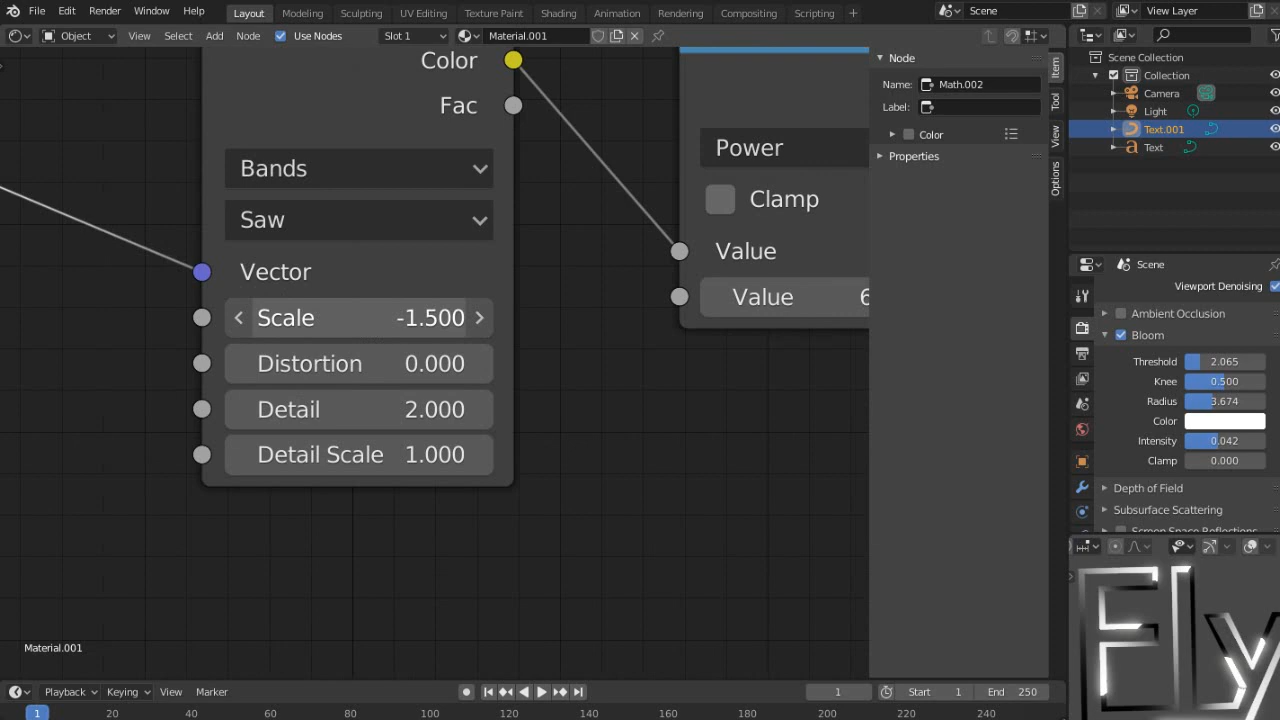 File Edit Render Window Help Layout Modeling Sculpting UV Editing Texture Paint Shading Animation Rendering Compositing Scripting + Scene View Layer
Object View Select Add Node Use Nodes Slot 1 Material.001
Scene Collection
Collection
Camera
Light
Text.001
Text
Color
Fac
Bands
Saw
Vector
Scale -1.500
Distortion 0.000
Detail 2.000
Detail Scale 1.000
Power
Clamp
Value
Value 6
Node
Name: Math.002
Label:
Color
Properties
Item
Tool
View
Options
Scene
Viewport Denoising
Ambient Occlusion
Bloom
Threshold 2.065
Knee 0.500
Radius 3.674
Color
Intensity 0.042
Clamp 0.000
Depth of Field
Subsurface Scattering
Screen Space Reflections
Fly
Material.001
Playback Keying View Marker 1 Start 1 End 250
1 20 40 60 80 100 120 140 160 180 200 220 240